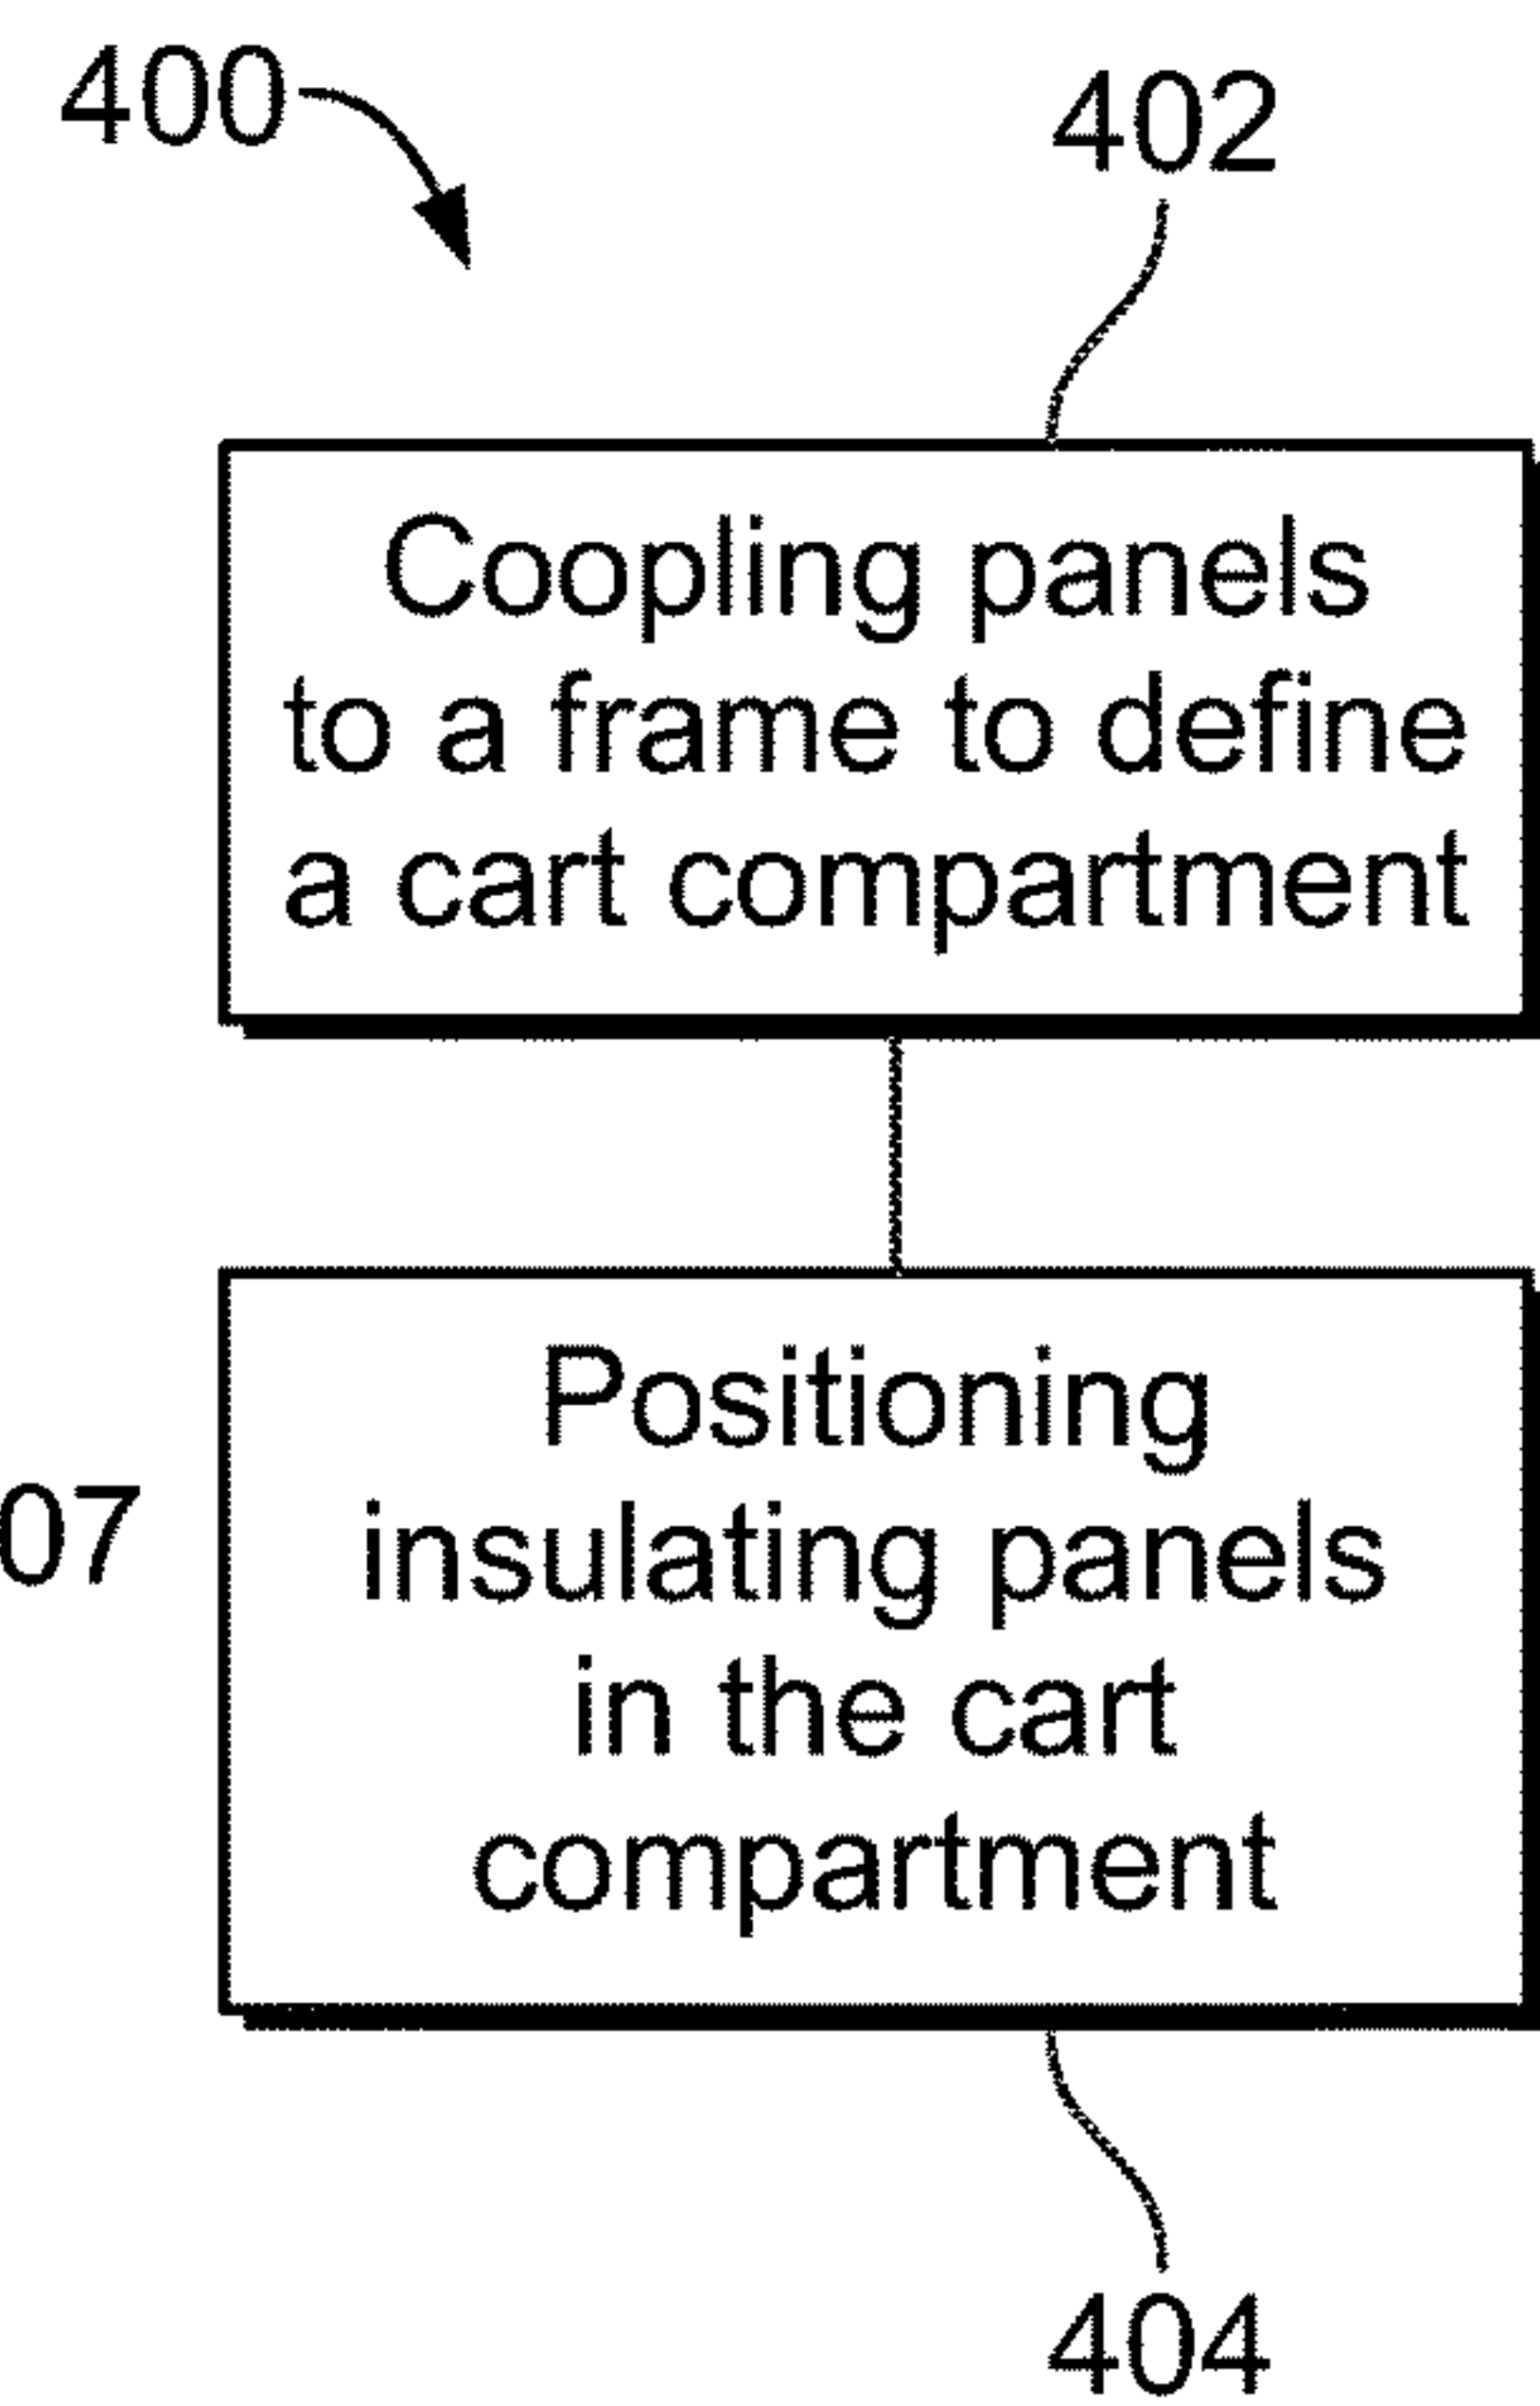 400
402
Coopling panels
to a frame to define
a cart compartment
Positioning
insulating panels
in the cart
compartment
07
404